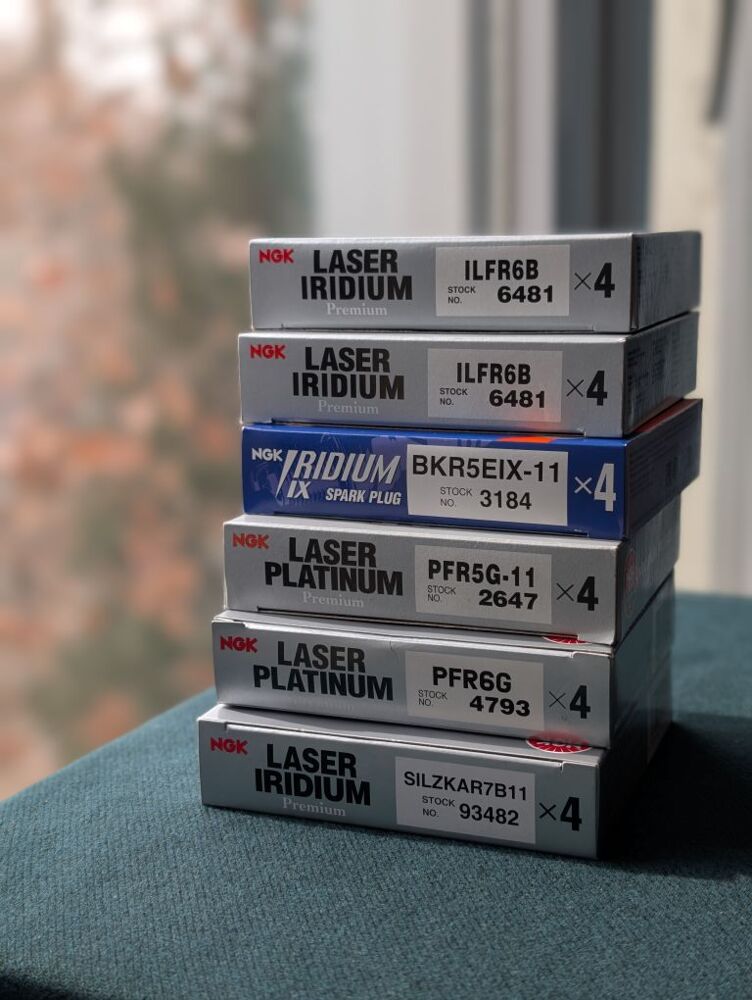 NGK LASER IRIDIUM Premium
ILFR6B
STOCK NO. 6481
×4
NGK LASER IRIDIUM Premium
ILFR6B
STOCK NO. 6481
×4
NGK IRIDIUM IX SPARK PLUG
BKR5EIX-11
STOCK NO. 3184
×4
NGK LASER PLATINUM Premium
PFR5G-11
STOCK NO. 2647
×4
NGK LASER PLATINUM
PFR6G
STOCK NO. 4793
×4
NGK LASER IRIDIUM Premium
SILZKAR7B11
STOCK NO. 93482
×4